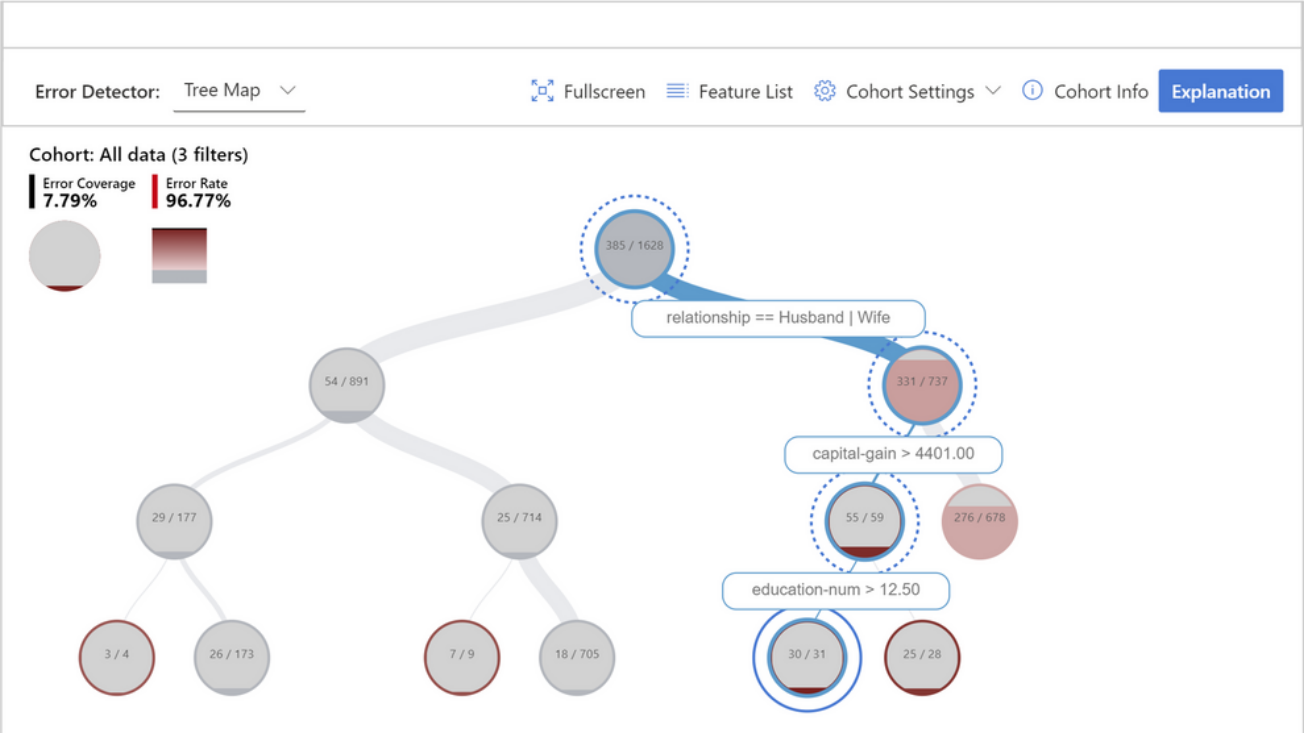 Error Detector: Tree Map Fullscreen Feature List Cohort Settings Cohort Info Explanation
Cohort: All data (3 filters)
Error Coverage Error Rate
7.79% 96.77%
385 / 1628
relationship == Husband | Wife
54 / 891 331 / 737
capital-gain > 4401.00
29 / 177 25 / 714 55 / 59 276 / 678
education-num > 12.50
3 / 4 26 / 173 7 / 9 18 / 705 30 / 31 25 / 28